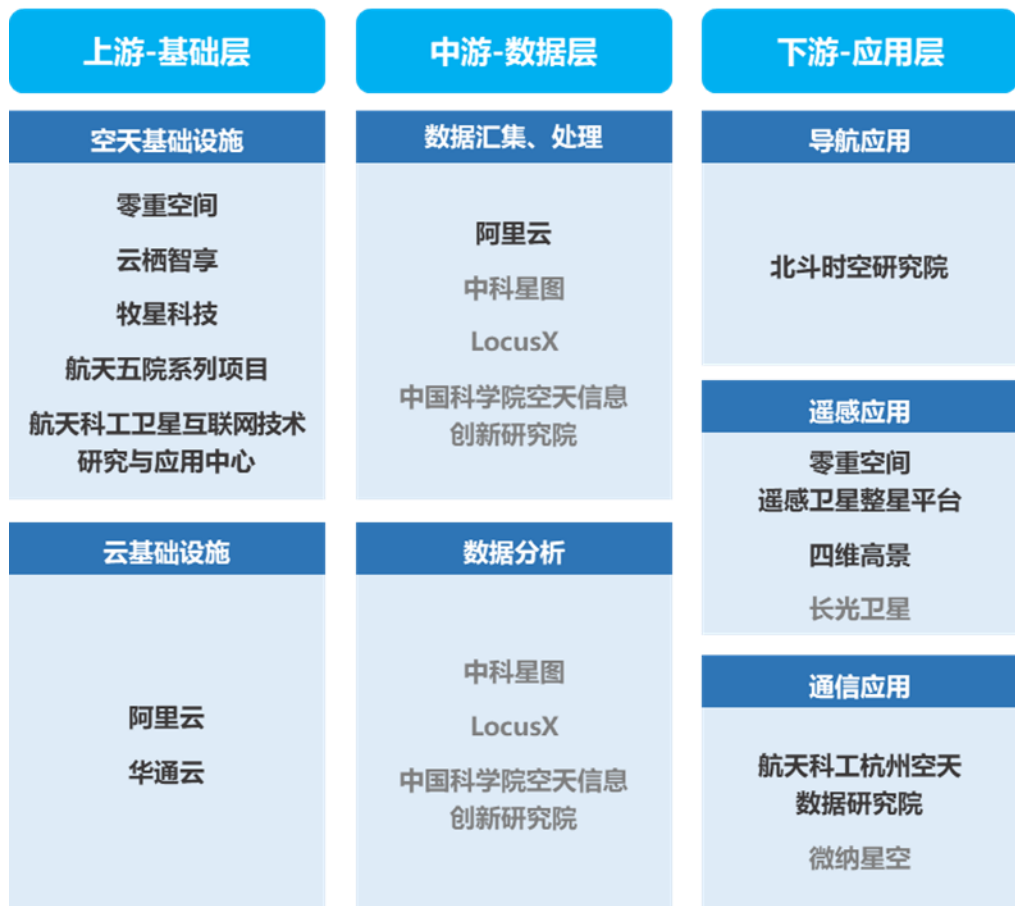 上游-基础层
空天基础设施
零重空间
云栖智享
牧星科技
航天五院系列项目
航天科工卫星互联网技术
研究与应用中心
云基础设施
阿里云
华通云
中游-数据层
数据汇集、处理
阿里云
中科星图
LocusX
中国科学院空天信息
创新研究院
数据分析
中科星图
LocusX
中国科学院空天信息
创新研究院
下游-应用层
导航应用
北斗时空研究院
遥感应用
零重空间
遥感卫星整星平台
四维高景
长光卫星
通信应用
航天科工杭州空天
数据研究院
微纳星空